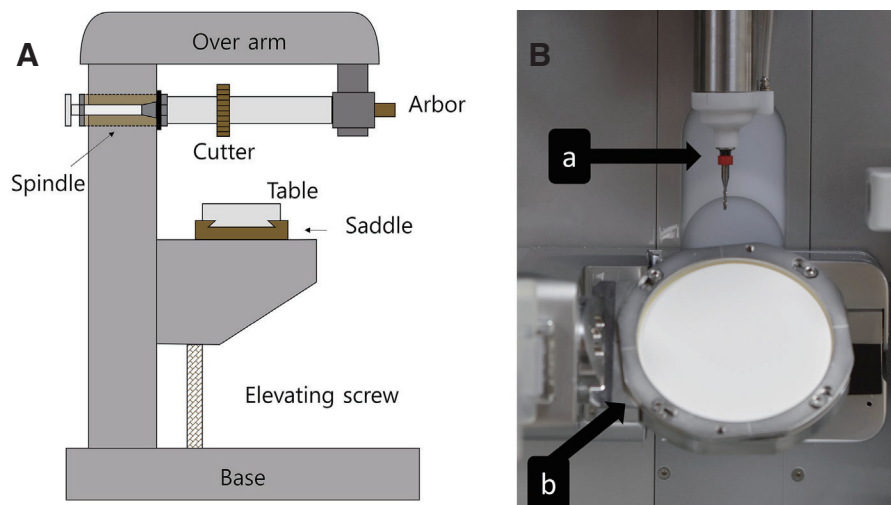 A
Over arm
Arbor
Cutter
Spindle
Table
Saddle
Elevating screw
Base
B
a
b